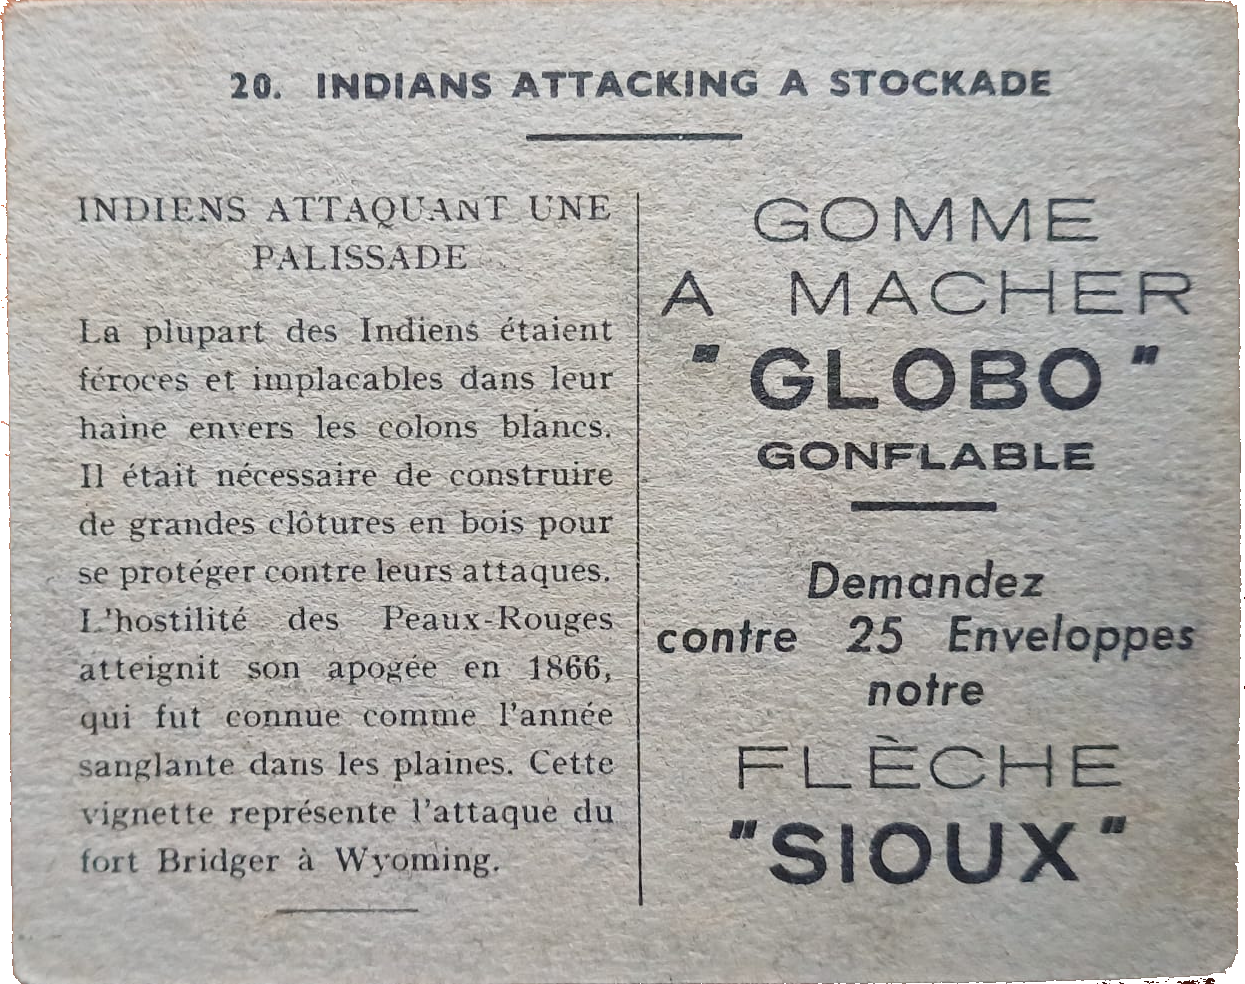 20. INDIANS ATTACKING A STOCKADE
INDIENS ATTAQUANT UNE
PALISSADE
La plupart des Indiens étaient
féroces et implacables dans leur
haine envers les colons blancs.
Il était nécessaire de construire
de grandes clôtures en bois pour
se protéger contre leurs attaques.
L'hostilité des Peaux-Rouges
atteignit son apogée en 1866,
qui fut connue comme l'année
sanglante dans les plaines. Cette
vignette représente l'attaque du
fort Bridger à Wyoming.
GOMME
A MACHER
"GLOBO"
GONFLABLE
Demandez
contre 25 Enveloppes
notre
FLÈCHE
"SIOUX"